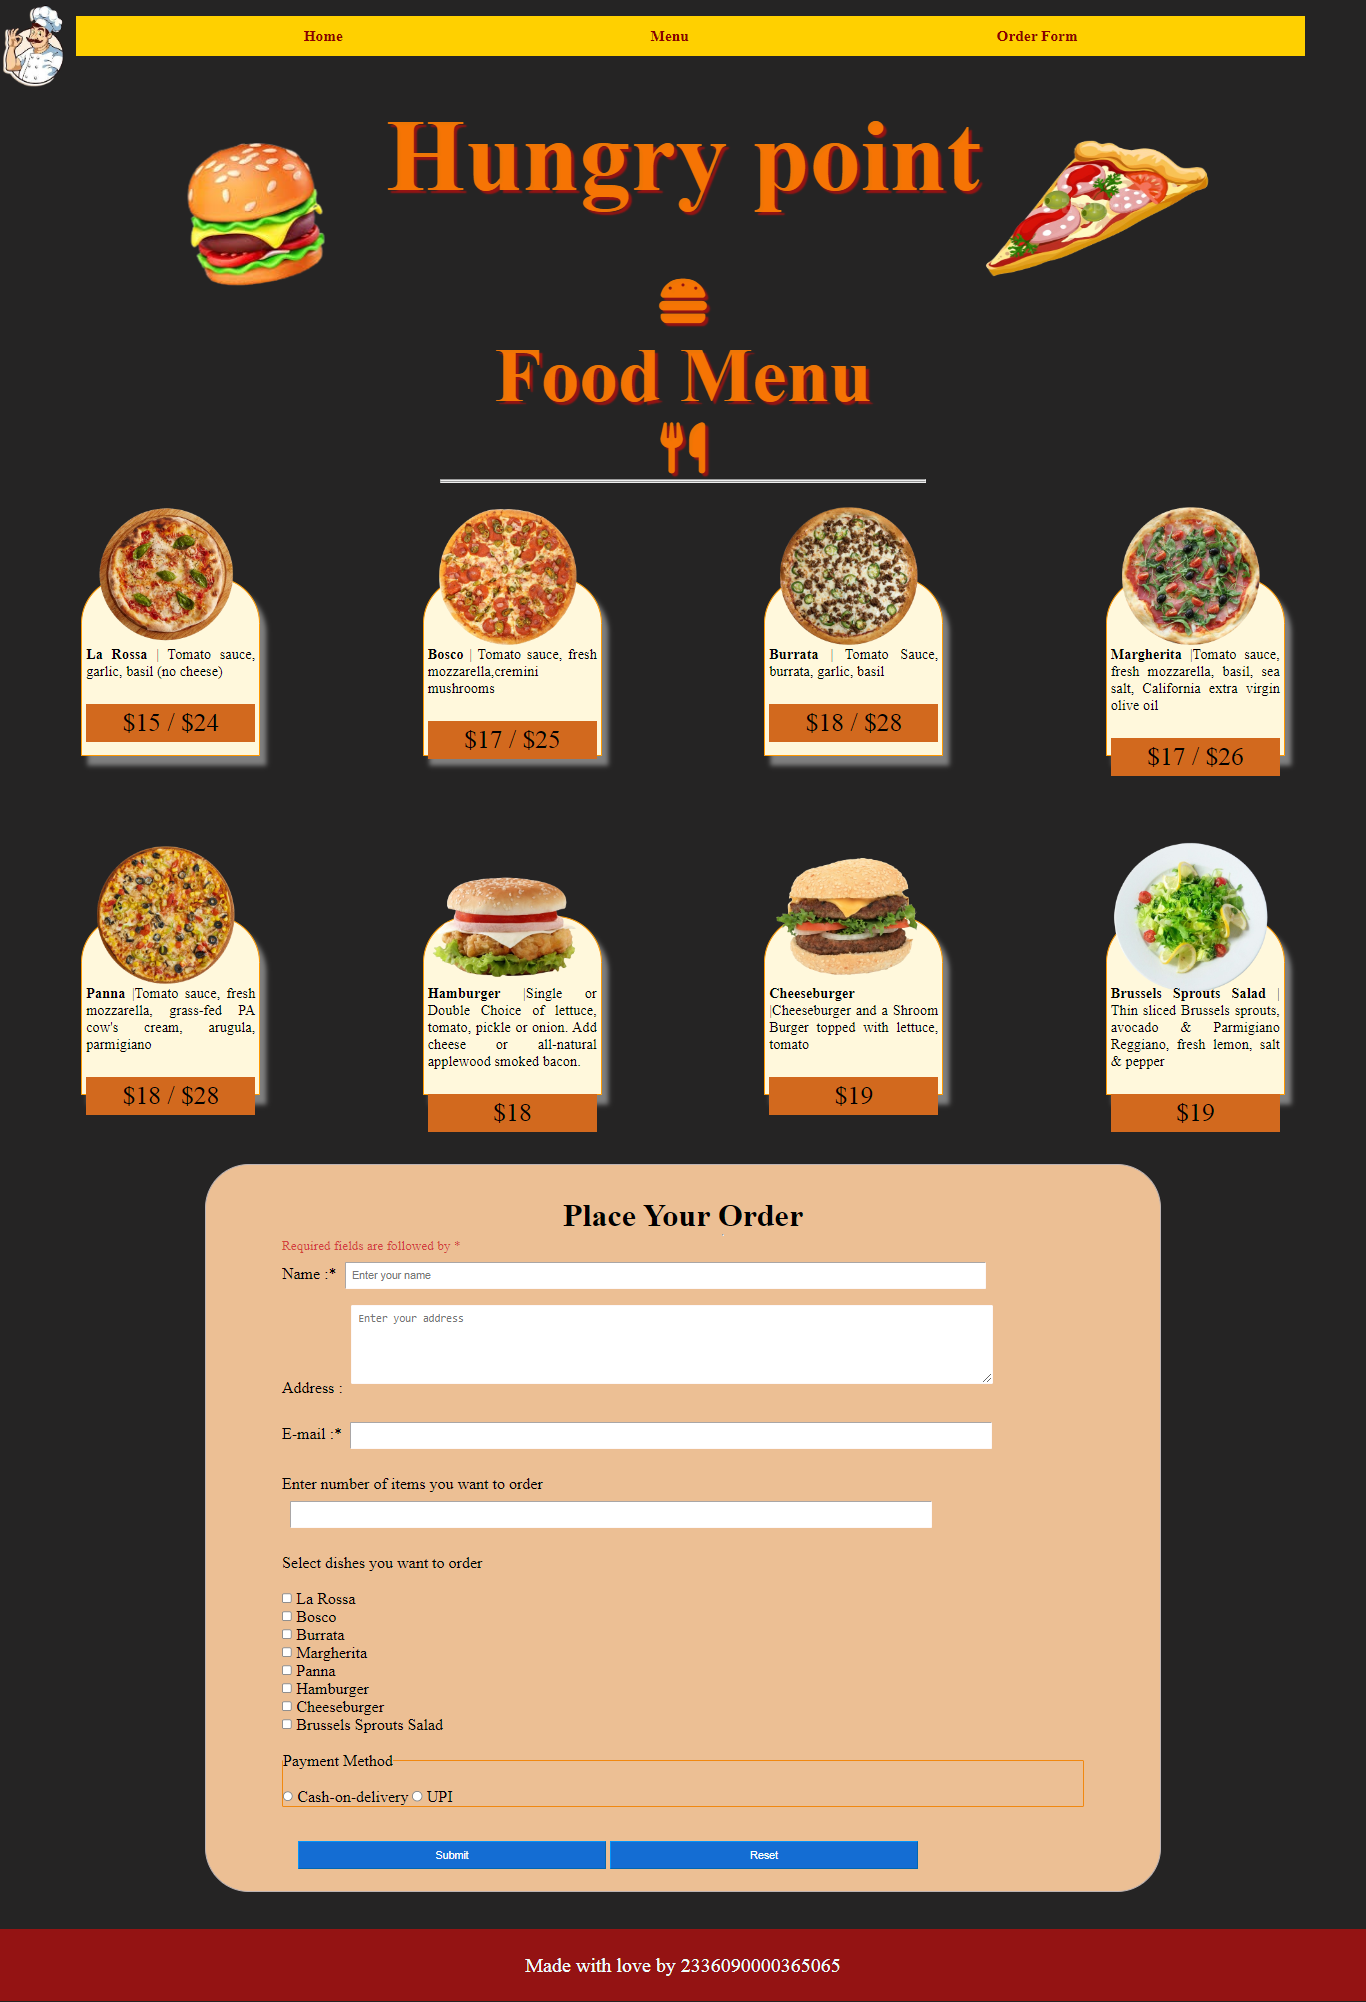 Home Menu Order Form
Hungry point
Food Menu
La Rossa | Tomato sauce,
garlic, basil (no cheese)
$15 / $24
Bosco | Tomato sauce, fresh
mozzarella,cremini
mushrooms
$17 / $25
Burrata | Tomato Sauce,
burrata, garlic, basil
$18 / $28
Margherita |Tomato sauce,
fresh mozzarella, basil, sea
salt, California extra virgin
olive oil
$17 / $26
Panna |Tomato sauce, fresh
mozzarella, grass-fed PA
cow's cream, arugula,
parmigiano
$18 / $28
Hamburger |Single or
Double Choice of lettuce,
tomato, pickle or onion. Add
cheese or all-natural
applewood smoked bacon.
$18
Cheeseburger
|Cheeseburger and a Shroom
Burger topped with lettuce,
tomato
$19
Brussels Sprouts Salad |
Thin sliced Brussels sprouts,
avocado & Parmigiano
Reggiano, fresh lemon, salt
& pepper
$19
Place Your Order
Required fields are followed by *
Name :* Enter your name
Enter your address
Address :
E-mail :*
Enter number of items you want to order
Select dishes you want to order
La Rossa
Bosco
Burrata
Margherita
Panna
Hamburger
Cheeseburger
Brussels Sprouts Salad
Payment Method
Cash-on-delivery UPI
Submit Reset
Made with love by 2336090000365065